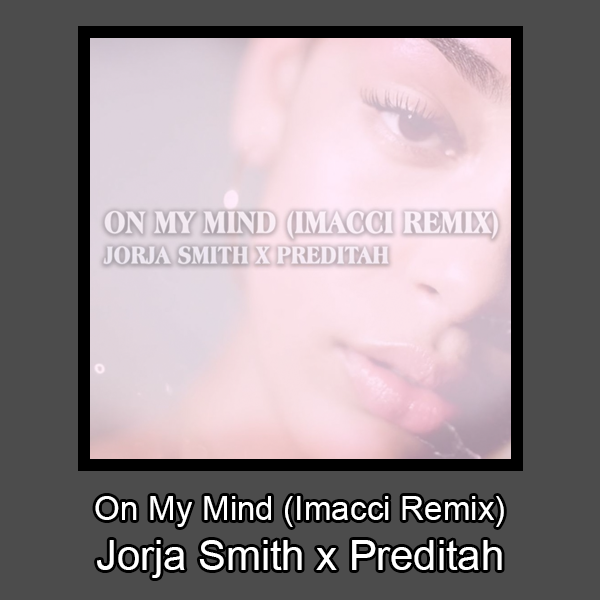 ON MY MIND (IMACCI REMIX)
JORJA SMITH X PREDITAH
On My Mind (Imacci Remix)
Jorja Smith x Preditah